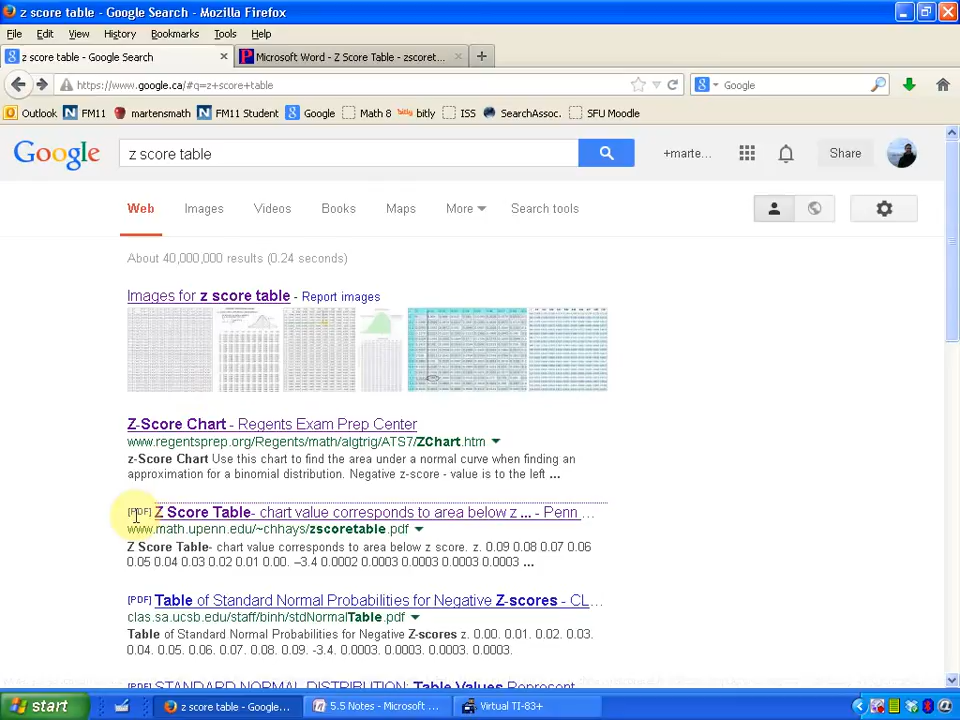 z score table - Google Search - Mozilla Firefox
File Edit View History Bookmarks Tools Help
z score table - Google Search
Microsoft Word - Z Score Table - zscoret...
https://www.google.ca/#q=z+score+table
Google
Outlook FM11 martensmath FM11 Student Google Math 8 bitly bitly ISS SearchAssoc. SFU Moodle
Google z score table +marte... Share
Web Images Videos Books Maps More Search tools
About 40,000,000 results (0.24 seconds)
Images for z score table - Report images
Z-Score Chart - Regents Exam Prep Center
www.regentsprep.org/Regents/math/algtrig/ATS7/ZChart.htm
z-Score Chart Use this chart to find the area under a normal curve when finding an
approximation for a binomial distribution. Negative z-score - value is to the left ...
[PDF] Z Score Table- chart value corresponds to area below z ... - Penn ...
www.math.upenn.edu/~chhays/zscoretable.pdf
Z Score Table- chart value corresponds to area below z score. z. 0.09 0.08 0.07 0.06
0.05 0.04 0.03 0.02 0.01 0.00. –3.4 0.0002 0.0003 0.0003 0.0003 0.0003 ...
[PDF] Table of Standard Normal Probabilities for Negative Z-scores - CL...
clas.sa.ucsb.edu/staff/binh/stdNormalTable.pdf
Table of Standard Normal Probabilities for Negative Z-scores z. 0.00. 0.01. 0.02. 0.03.
0.04. 0.05. 0.06. 0.07. 0.08. 0.09. -3.4. 0.0003. 0.0003. 0.0003. 0.0003.
[PDF] STANDARD NORMAL DISTRIBUTION: Table Values Represent
start z score table - Google... 5.5 Notes - Microsoft ... Virtual TI-83+